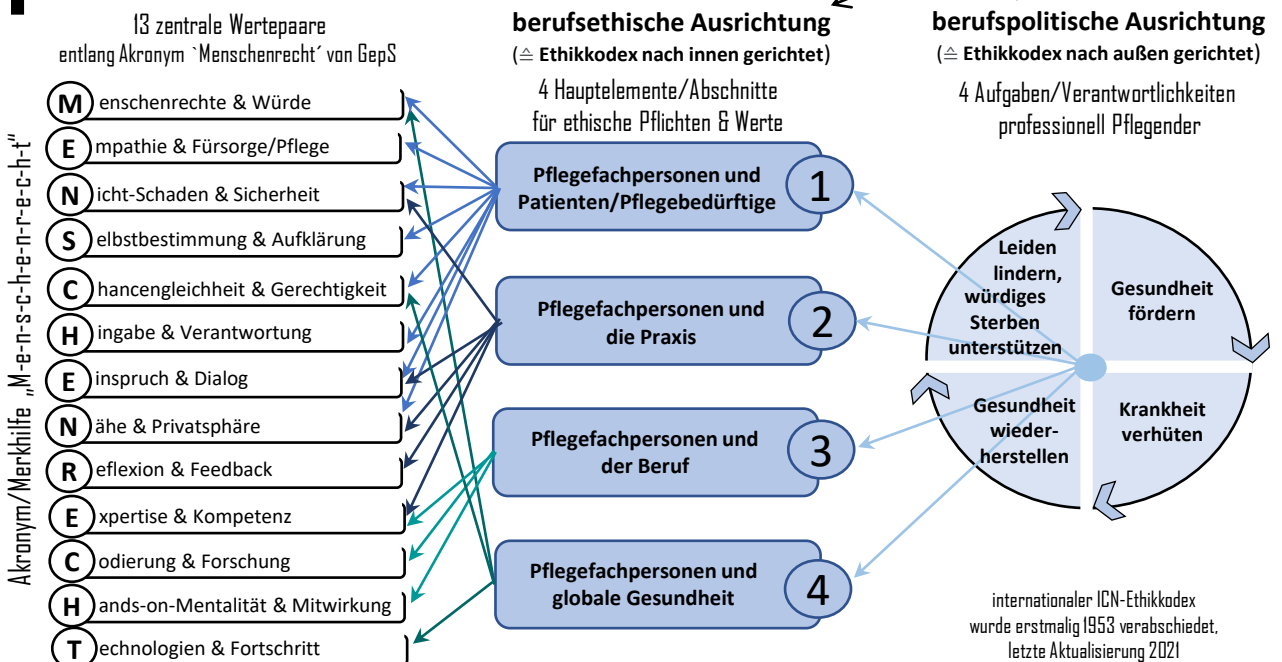 13 zentrale Wertepaare
entlang Akronym `Menschenrecht´ von GepS
Akronym/Merkhilfe „M-e-n-s-c-h-e-n-r-e-c-h-t"
M enschenrechte & Würde
E mpathie & Fürsorge/Pflege
N icht-Schaden & Sicherheit
S elbstbestimmung & Aufklärung
C hancengleichheit & Gerechtigkeit
H ingabe & Verantwortung
E inspruch & Dialog
N ähe & Privatsphäre
R eflexion & Feedback
E xpertise & Kompetenz
C odierung & Forschung
H ands-on-Mentalität & Mitwirkung
T echnologien & Fortschritt
berufsethische Ausrichtung
(≙ Ethikkodex nach innen gerichtet)
4 Hauptelemente/Abschnitte
für ethische Pflichten & Werte
Pflegefachpersonen und
Patienten/Pflegebedürftige
1
Pflegefachpersonen und
die Praxis
2
Pflegefachpersonen und
der Beruf
3
Pflegefachpersonen und
globale Gesundheit
4
berufspolitische Ausrichtung
(≙ Ethikkodex nach außen gerichtet)
4 Aufgaben/Verantwortlichkeiten
professionell Pflegender
Leiden
lindern,
würdiges
Sterben
unterstützen
Gesundheit
fördern
Gesundheit
wieder-
herstellen
Krankheit
verhüten
internationaler ICN-Ethikkodex
wurde erstmalig 1953 verabschiedet,
letzte Aktualisierung 2021